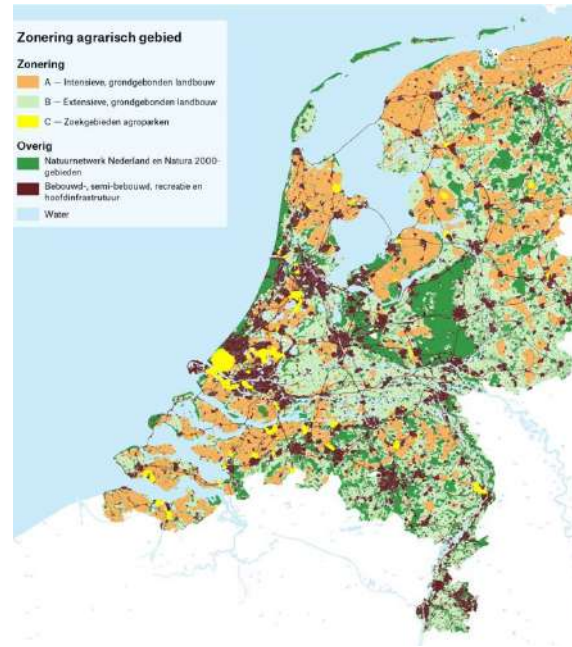 Zonering agrarisch gebied
Zonering
A — Intensieve, grondgebonden landbouw
B — Extensieve, grondgebonden landbouw
C — Zoekgebieden agroparken
Overig
Natuurnetwerk Nederland en Natura 2000-
gebieden
Bebouwd-, semi-bebouwd, recreatie en
hoofdinfrastrutuur
Water